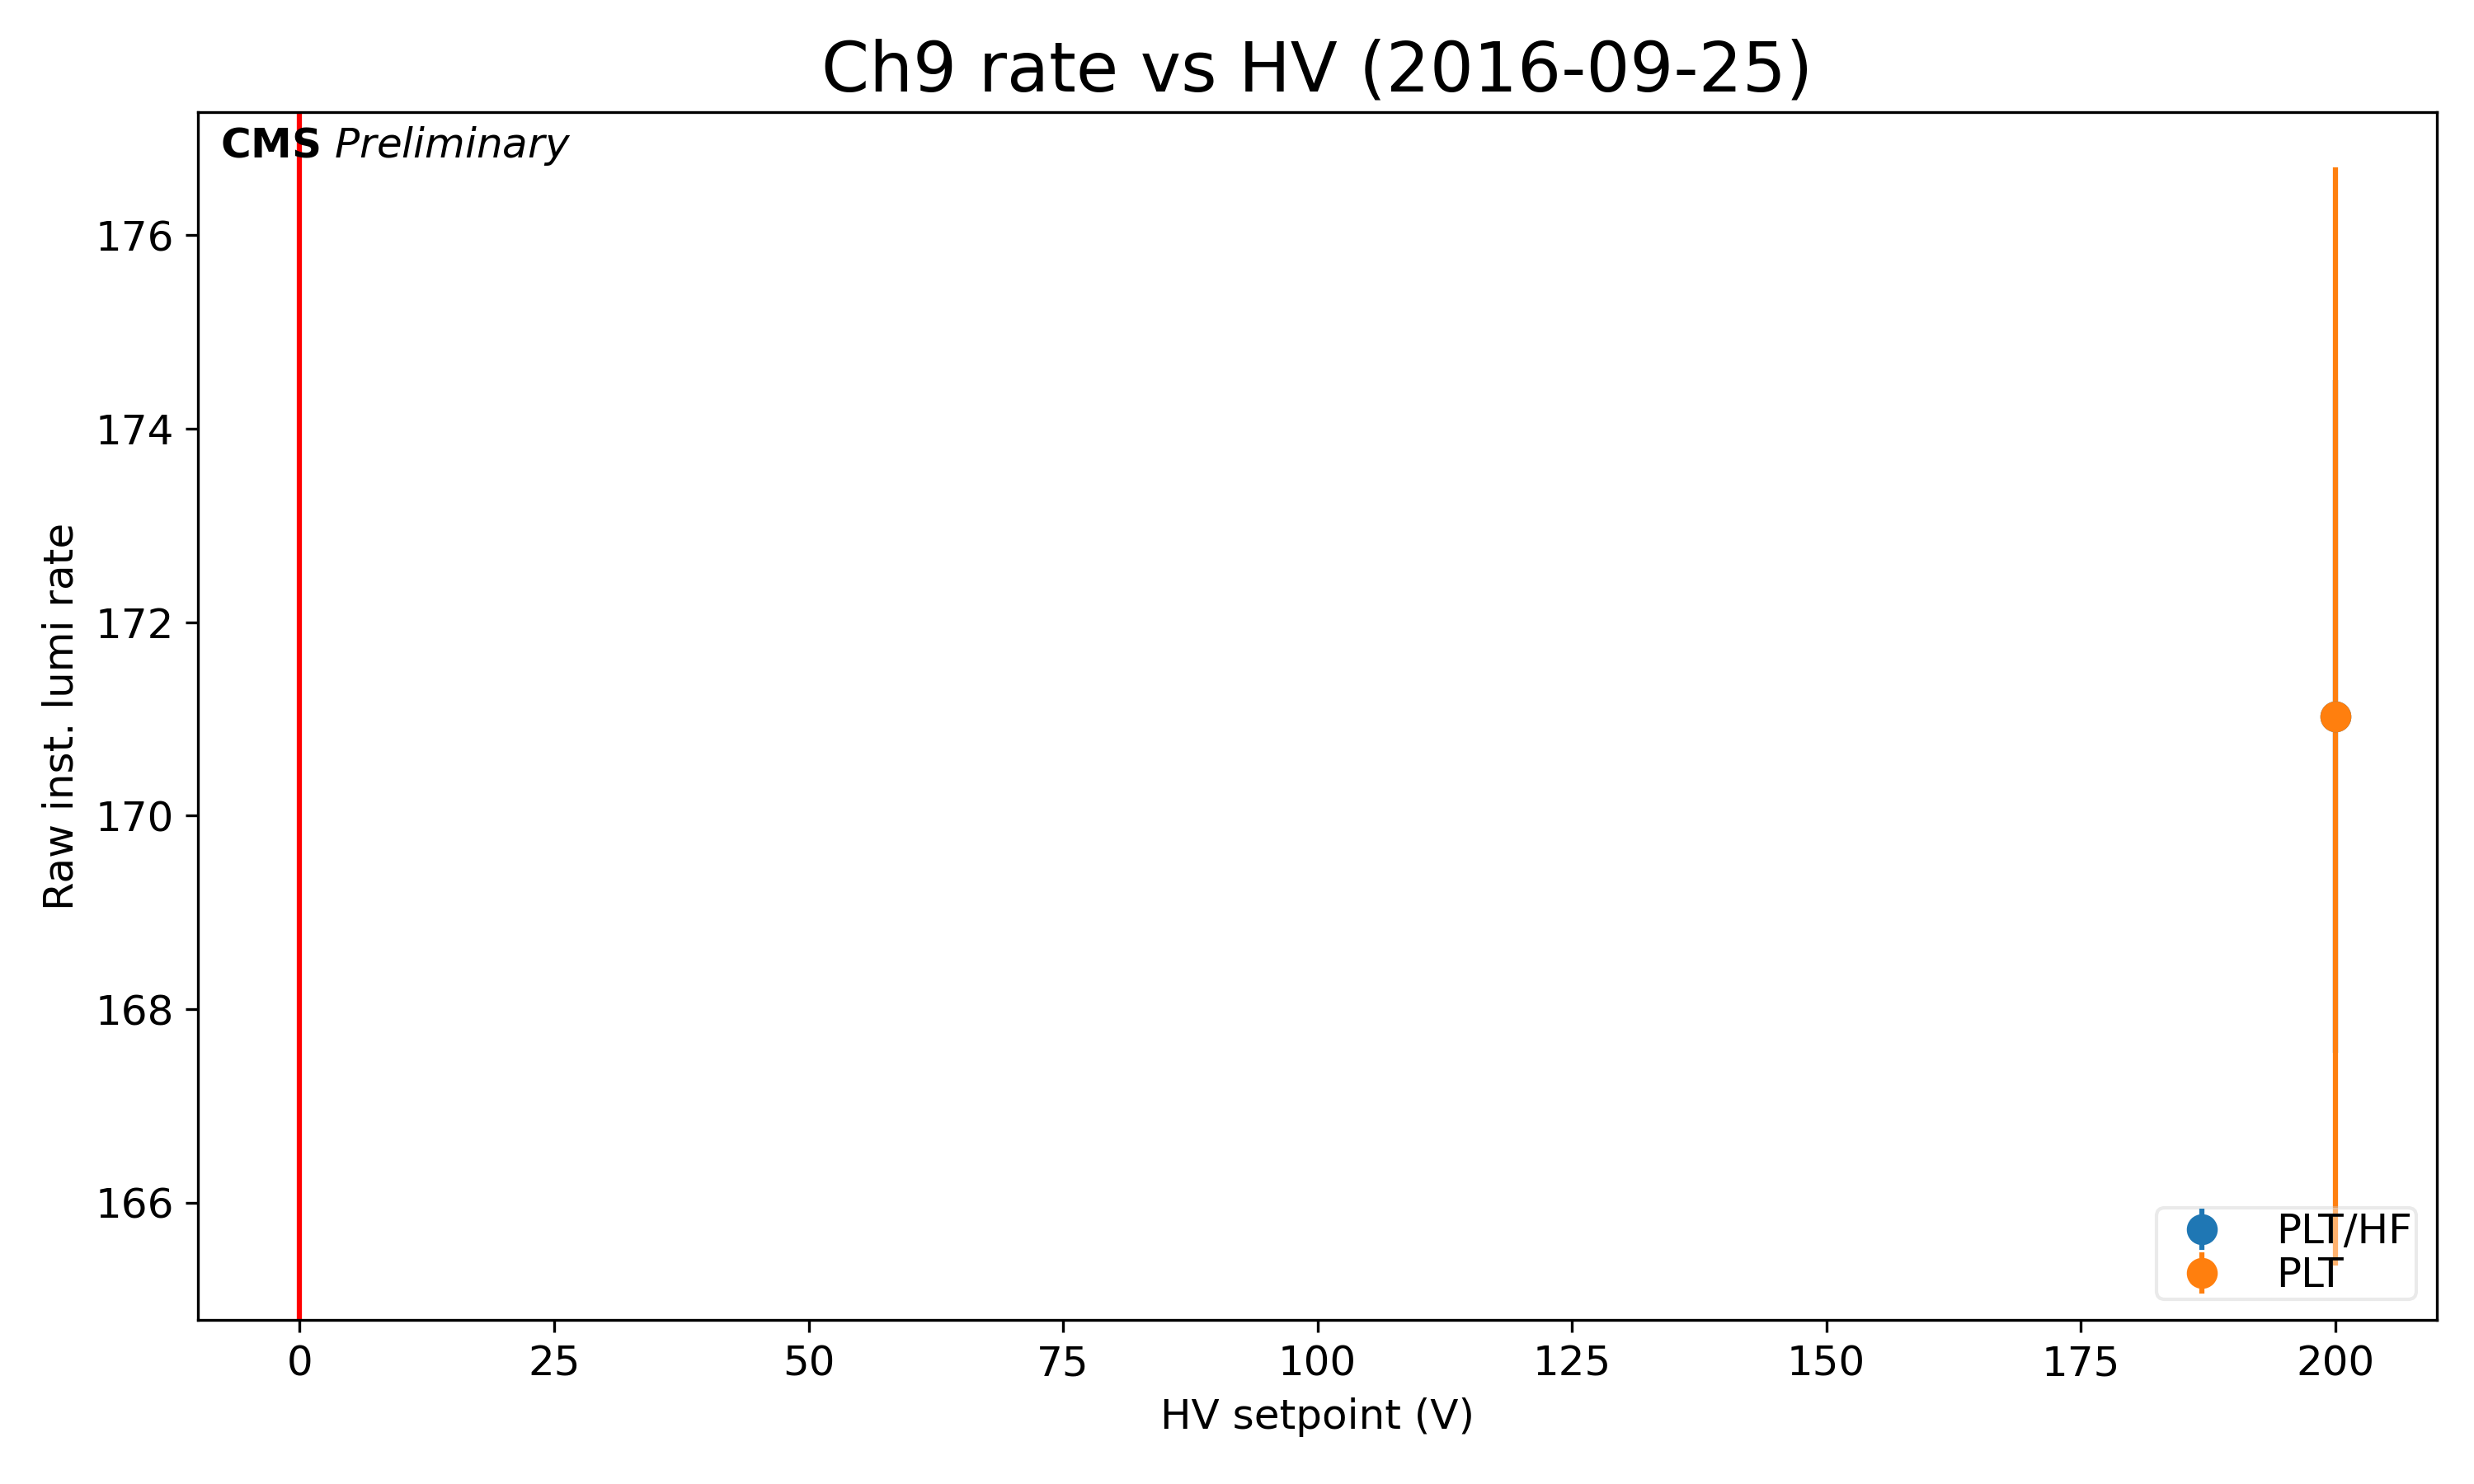 Ch9 rate vs HV (2016-09-25)
CMS Preliminary
176
174
172
170
168
166
Raw inst. lumi rate
PLT/HF
PLT
0 25 50 75 100 125 150 175 200
HV setpoint (V)